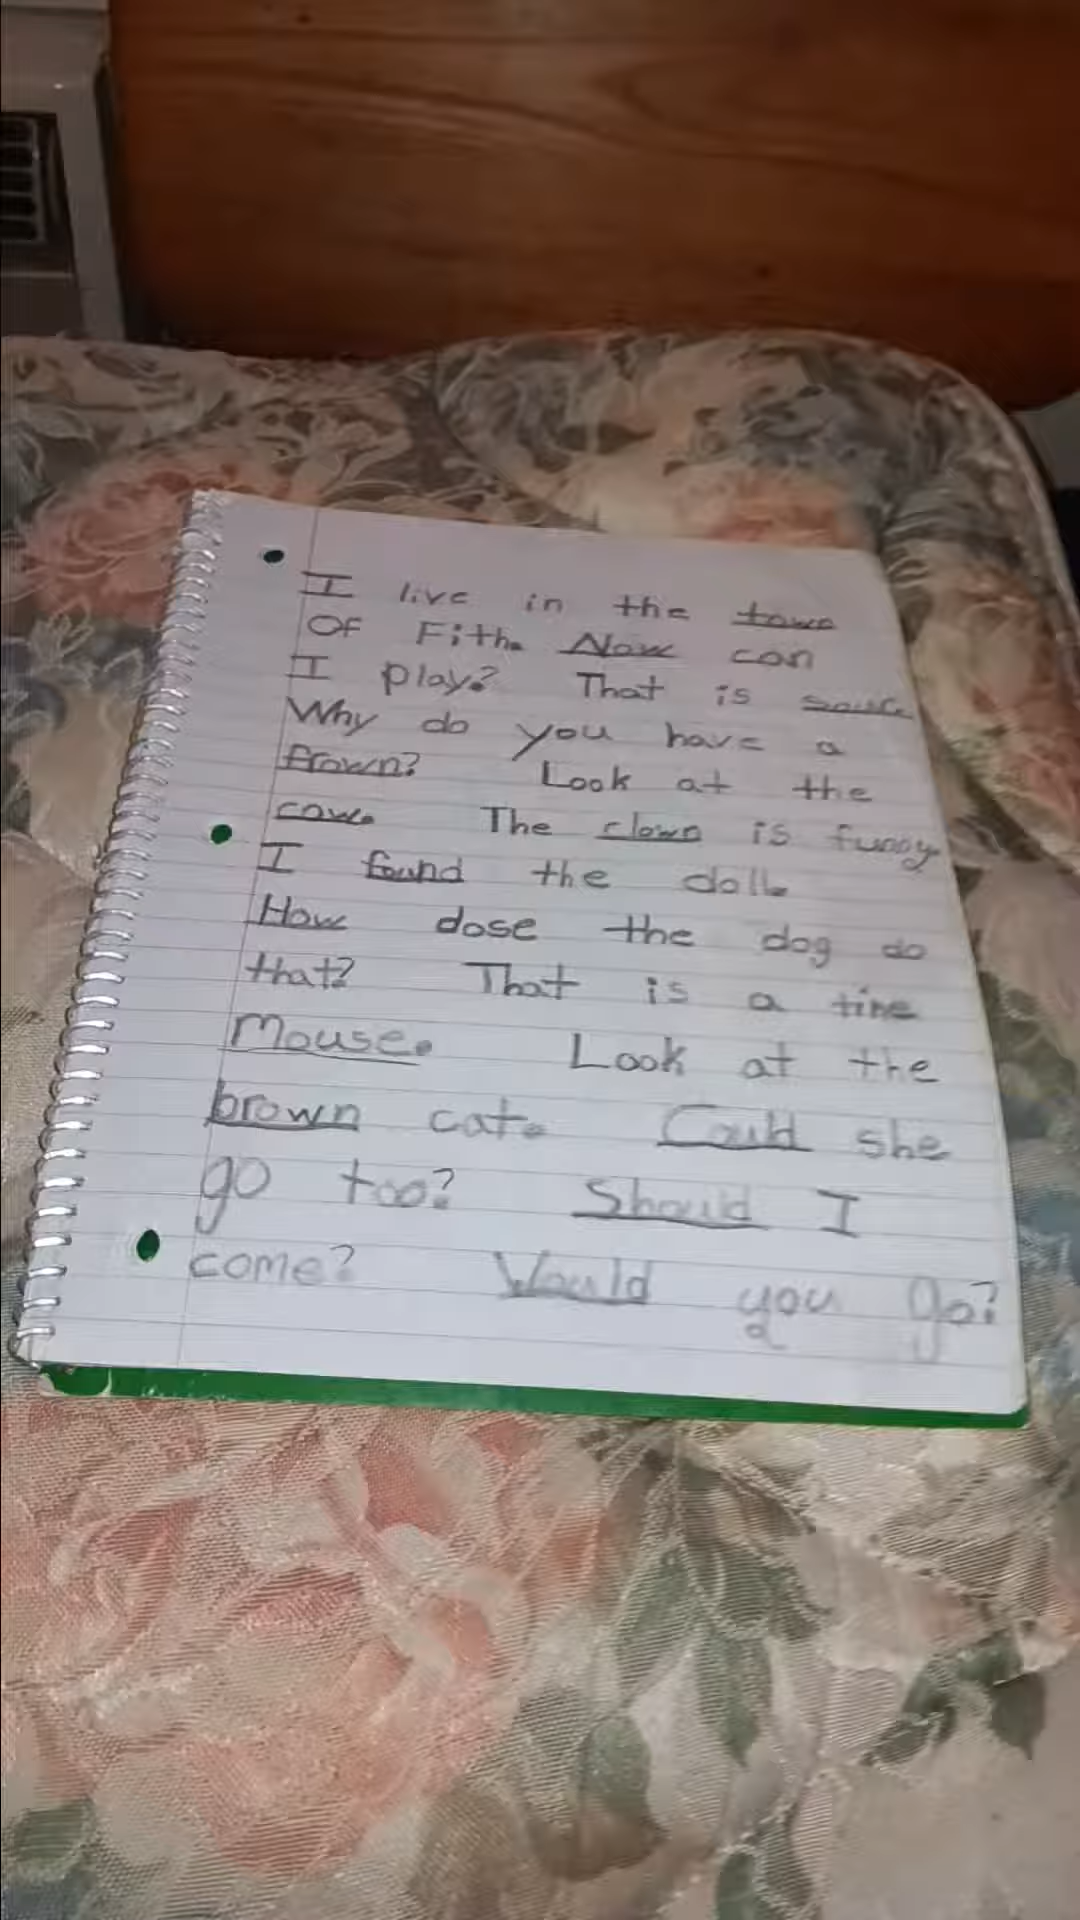 I live in the town
OF Fith. Now can
I play? That is source
Why do you have a
frown? Look at the
cow. The clown is funny
I found the doll.
How dose the dog do
that? That is a tine
Mouse. Look at the
brown cat. Could she
go too? Should I
come? Would you go?